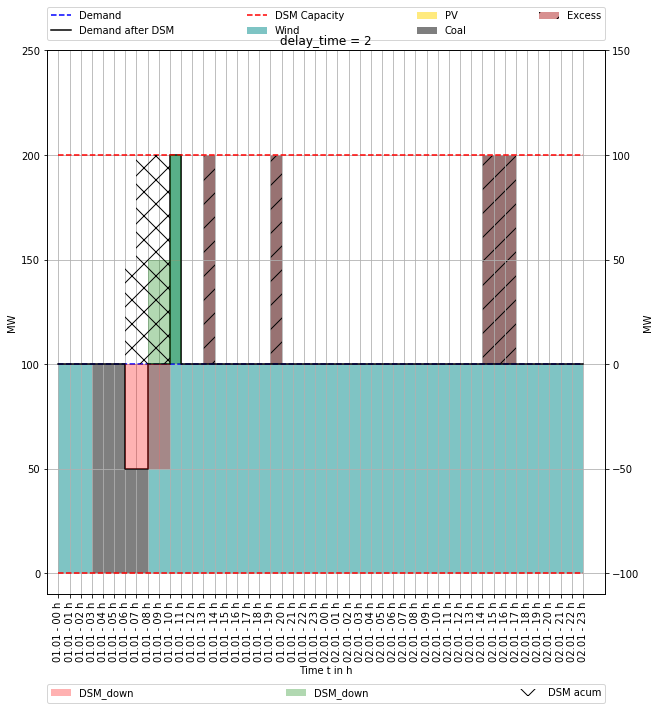 Demand
Demand after DSM
DSM Capacity
Wind
PV
Coal
Excess
delay_time = 2
250
200
150
100
50
0
MW
150
100
50
0
−50
−100
MW
01.01 - 00 h
01.01 - 01 h
01.01 - 02 h
01.01 - 03 h
01.01 - 04 h
01.01 - 05 h
01.01 - 06 h
01.01 - 07 h
01.01 - 08 h
01.01 - 09 h
01.01 - 10 h
01.01 - 11 h
01.01 - 12 h
01.01 - 13 h
01.01 - 14 h
01.01 - 15 h
01.01 - 16 h
01.01 - 17 h
01.01 - 18 h
01.01 - 19 h
01.01 - 20 h
01.01 - 21 h
01.01 - 22 h
01.01 - 23 h
02.01 - 00 h
02.01 - 01 h
02.01 - 02 h
02.01 - 03 h
02.01 - 04 h
02.01 - 05 h
02.01 - 06 h
02.01 - 07 h
02.01 - 08 h
02.01 - 09 h
02.01 - 10 h
02.01 - 11 h
02.01 - 12 h
02.01 - 13 h
02.01 - 14 h
02.01 - 15 h
02.01 - 16 h
02.01 - 17 h
02.01 - 18 h
02.01 - 19 h
02.01 - 20 h
02.01 - 21 h
02.01 - 22 h
02.01 - 23 h
Time t in h
DSM_down
DSM_down
DSM acum